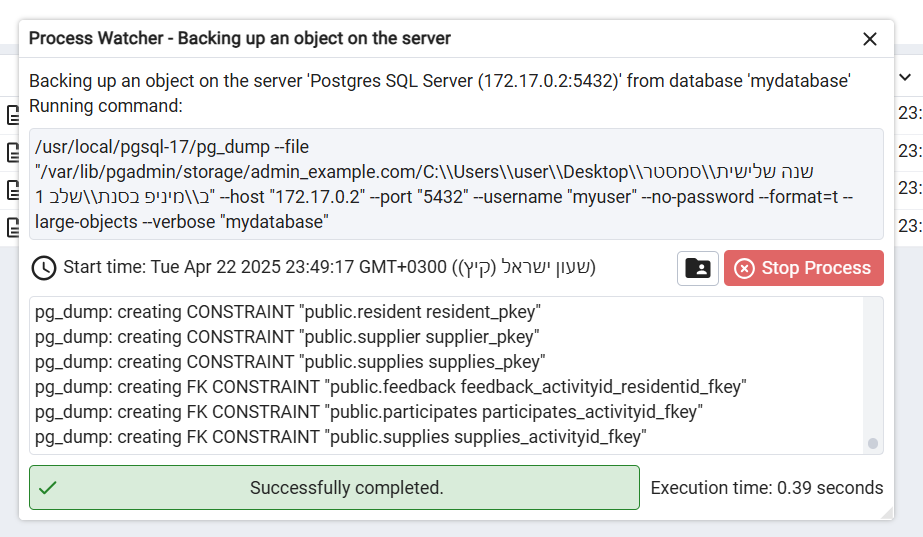 Process Watcher - Backing up an object on the server
Backing up an object on the server 'Postgres SQL Server (172.17.0.2:5432)' from database 'mydatabase'
Running command:
/usr/local/pgsql-17/pg_dump --file
"/var/lib/pgadmin/storage/admin_example.com/C:\\Users\\user\\Desktop\\שנה שלישית\\סמסטר
ב\\מיניפ בסנת\\שלב 1" --host "172.17.0.2" --port "5432" --username "myuser" --no-password --format=t --
large-objects --verbose "mydatabase"
Start time: Tue Apr 22 2025 23:49:17 GMT+0300 (שעון ישראל (קיץ))
Stop Process
pg_dump: creating CONSTRAINT "public.resident resident_pkey"
pg_dump: creating CONSTRAINT "public.supplier supplier_pkey"
pg_dump: creating CONSTRAINT "public.supplies supplies_pkey"
pg_dump: creating FK CONSTRAINT "public.feedback feedback_activityid_residentid_fkey"
pg_dump: creating FK CONSTRAINT "public.participates participates_activityid_fkey"
pg_dump: creating FK CONSTRAINT "public.supplies supplies_activityid_fkey"
Successfully completed.
Execution time: 0.39 seconds
23:
23:
23:
23: